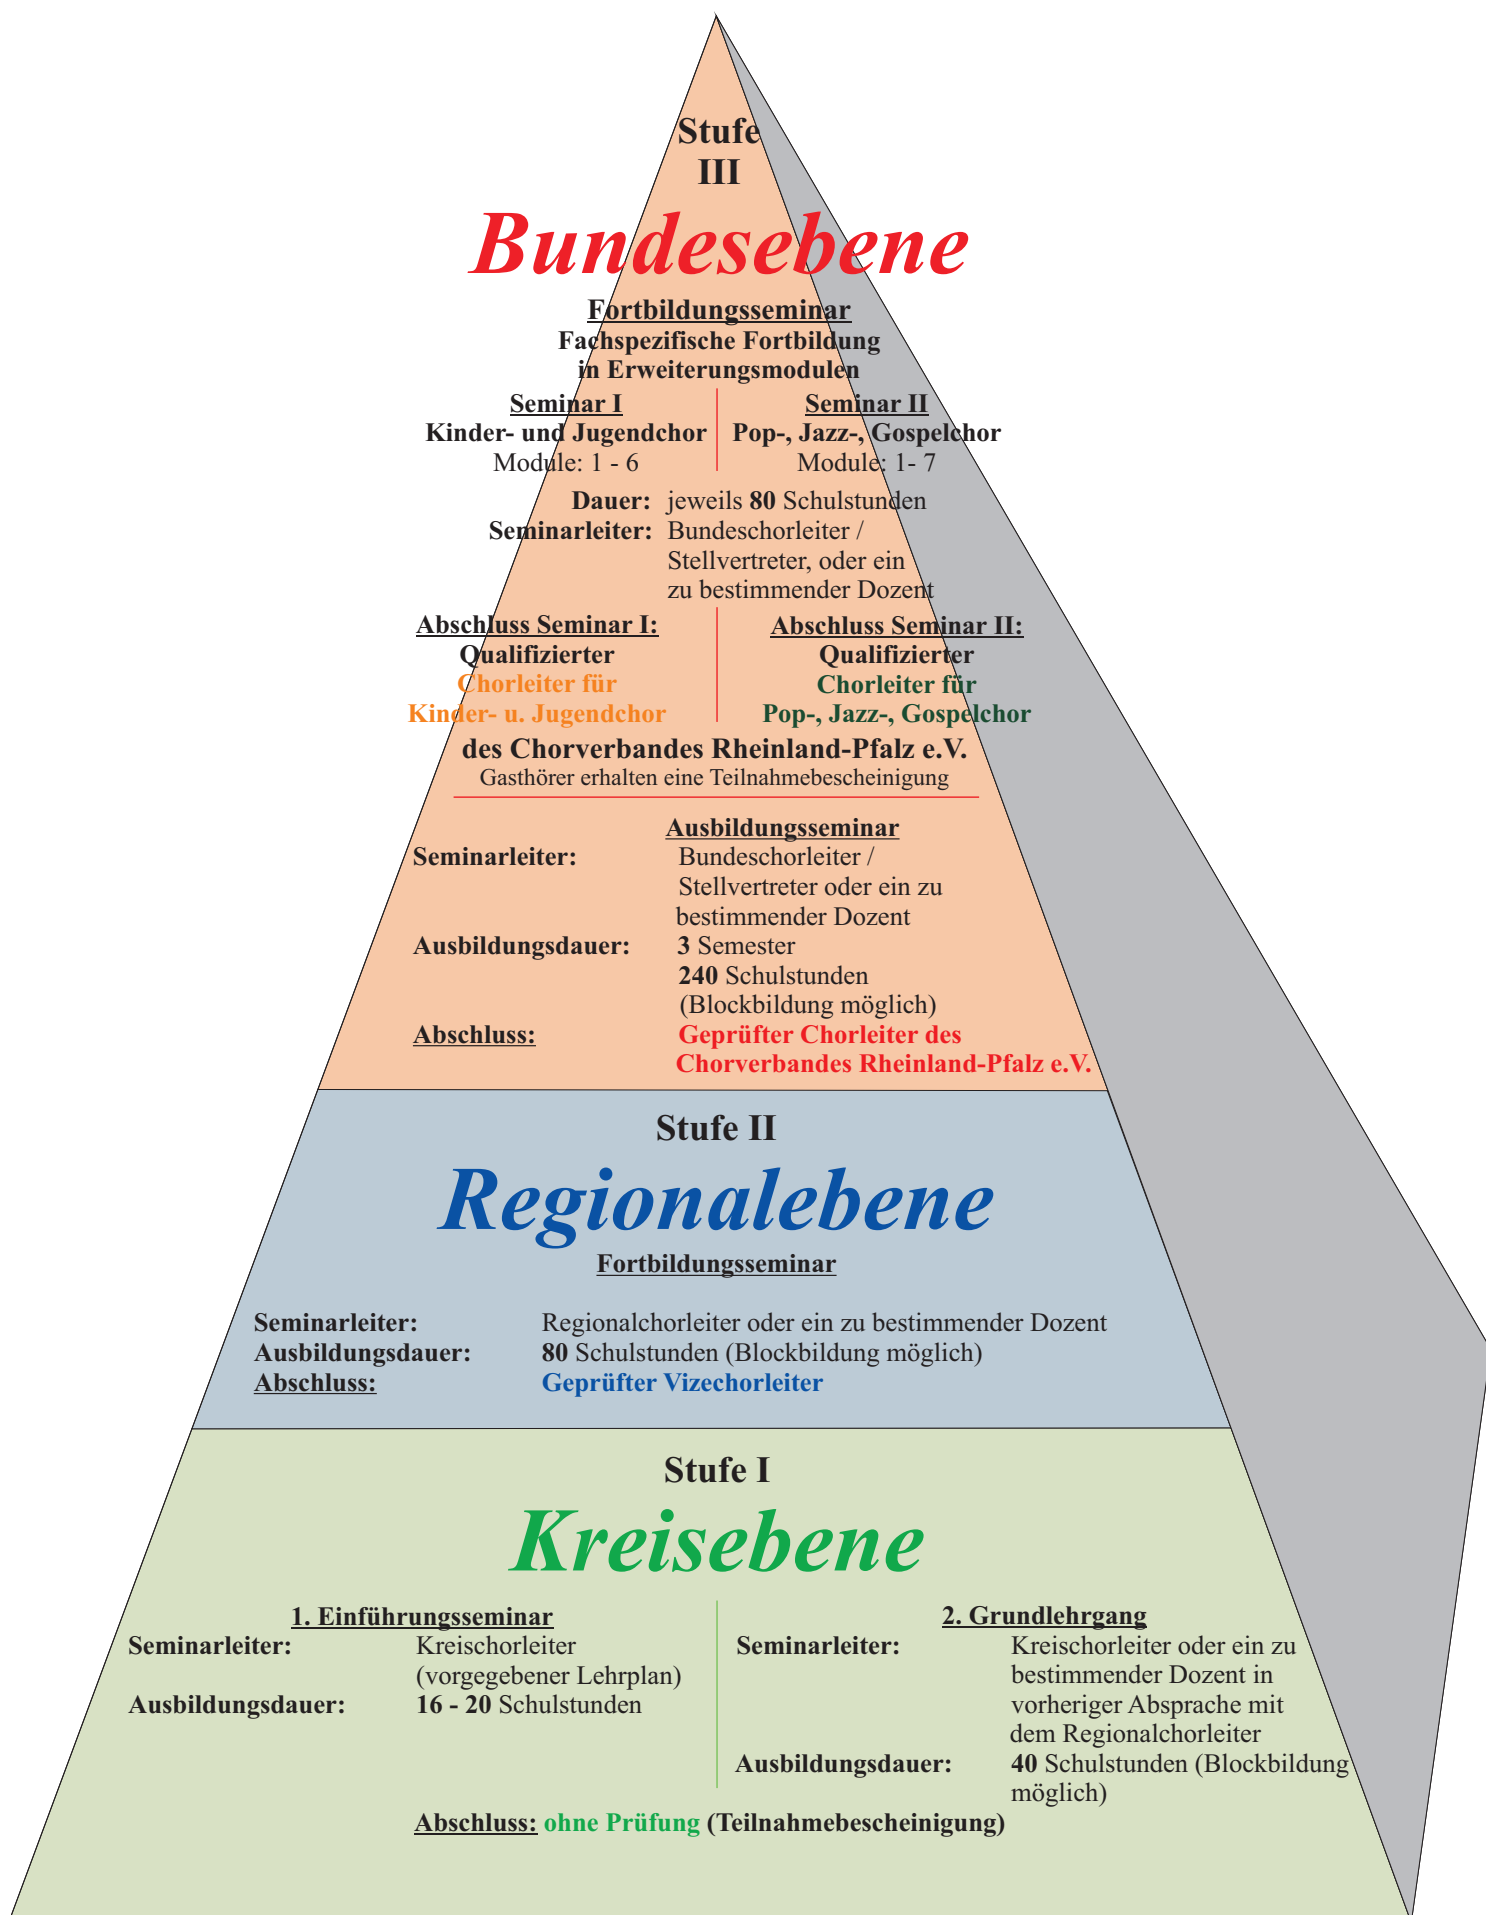 Stufe
III
Bundesebene
Fortbildungsseminar
Fachspezifische Fortbildung
in Erweiterungsmodulen
Seminar I
Kinder- und Jugendchor
Module: 1 - 6
Seminar II
Pop-, Jazz-, Gospelchor
Module: 1- 7
Dauer: jeweils 80 Schulstunden
Seminarleiter: Bundeschorleiter /
Stellvertreter, oder ein
zu bestimmender Dozent
Abschluss Seminar I:
Qualifizierter
Chorleiter für
Kinder- u. Jugendchor
Abschluss Seminar II:
Qualifizierter
Chorleiter für
Pop-, Jazz-, Gospelchor
des Chorverbandes Rheinland-Pfalz e.V.
Gasthörer erhalten eine Teilnahmebescheinigung
Ausbildungsseminar
Seminarleiter: Bundeschorleiter /
Stellvertreter oder ein zu
bestimmender Dozent
Ausbildungsdauer: 3 Semester
240 Schulstunden
(Blockbildung möglich)
Abschluss: Geprüfter Chorleiter des
Chorverbandes Rheinland-Pfalz e.V.
Stufe II
Regionalebene
Fortbildungsseminar
Seminarleiter: Regionalchorleiter oder ein zu bestimmender Dozent
Ausbildungsdauer: 80 Schulstunden (Blockbildung möglich)
Abschluss: Geprüfter Vizechorleiter
Stufe I
Kreisebene
1. Einführungsseminar
Seminarleiter: Kreischorleiter
(vorgegebener Lehrplan)
Ausbildungsdauer: 16 - 20 Schulstunden
2. Grundlehrgang
Seminarleiter: Kreischorleiter oder ein zu
bestimmender Dozent in
vorheriger Absprache mit
dem Regionalchorleiter
Ausbildungsdauer: 40 Schulstunden (Blockbildung
möglich)
Abschluss: ohne Prüfung (Teilnahmebescheinigung)